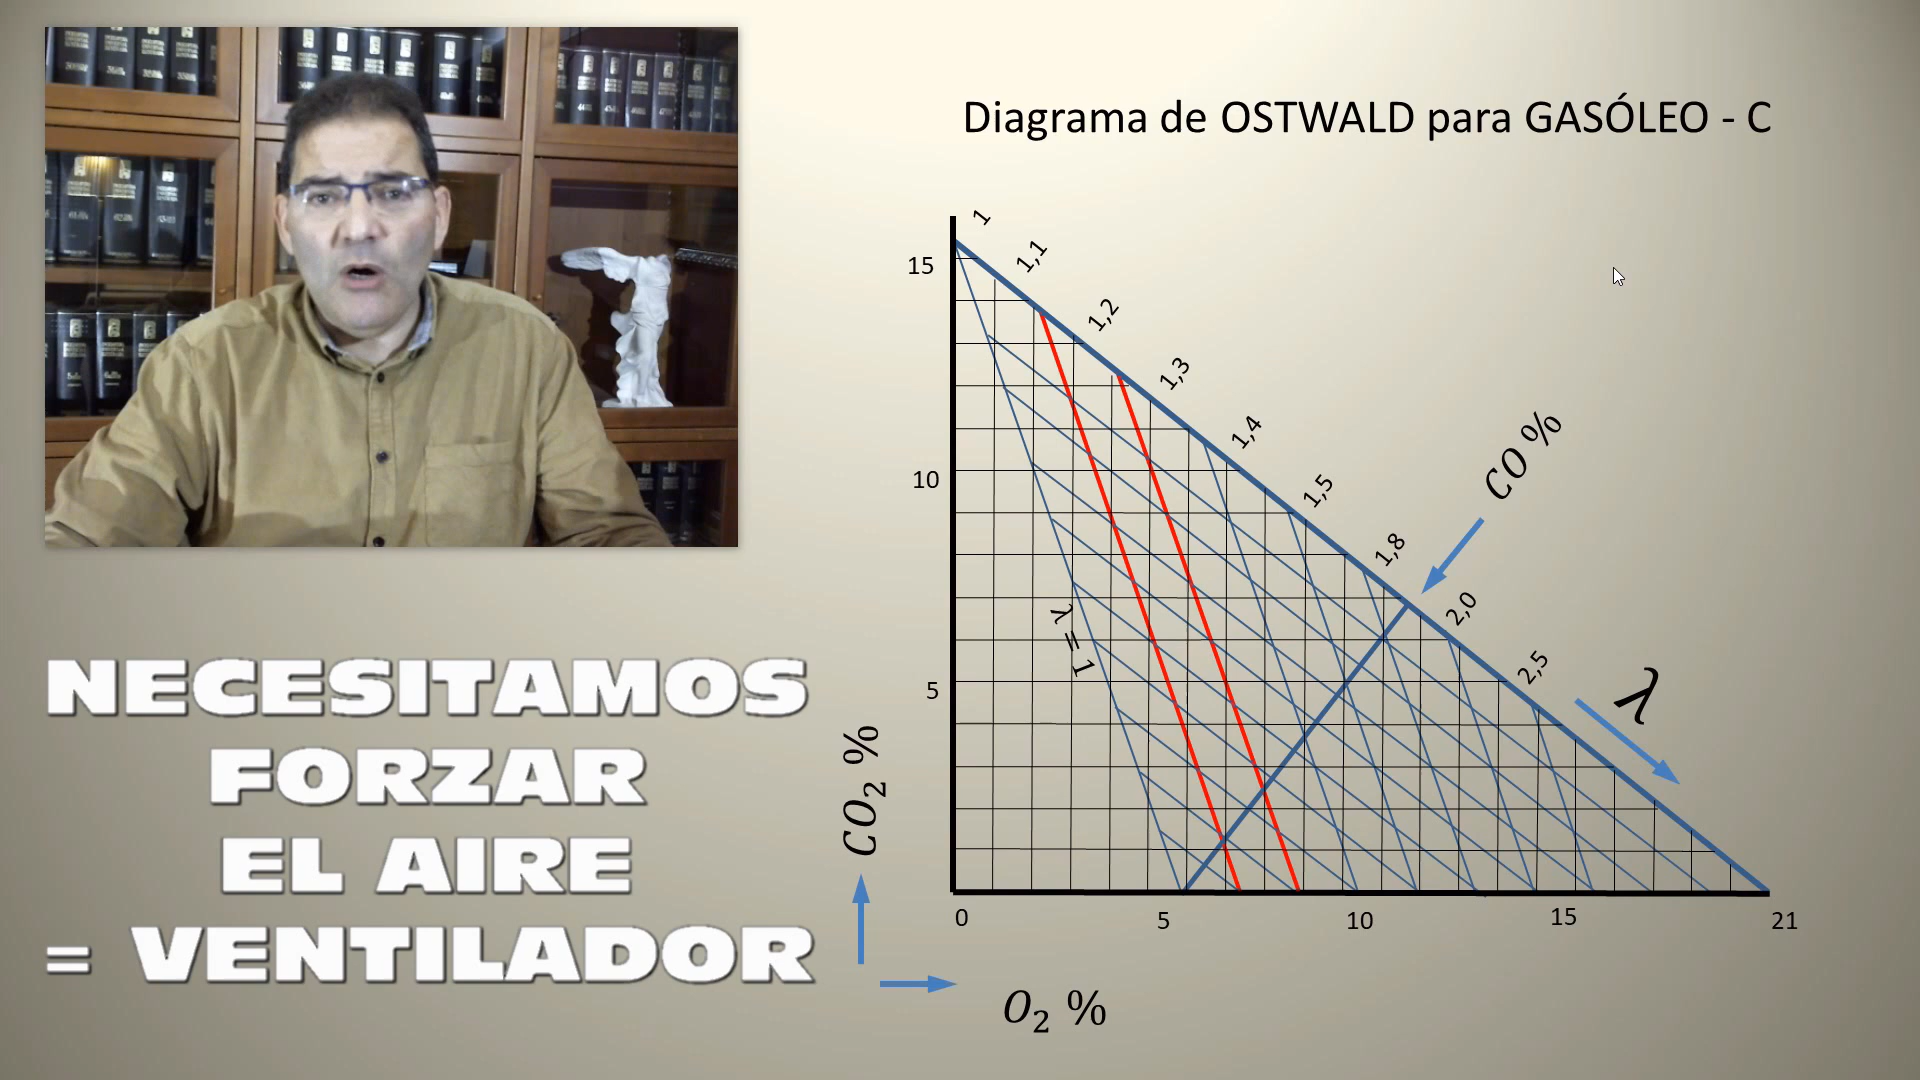 Diagrama de OSTWALD para GASÓLEO - C
1
1,1
1,2
1,3
1,4
1,5
1,8
2,0
2,5
15
10
5
CO %
λ
λ = 1
CO₂ %
0
5
10
15
21
O₂ %
NECESITAMOS
FORZAR
EL AIRE
= VENTILADOR